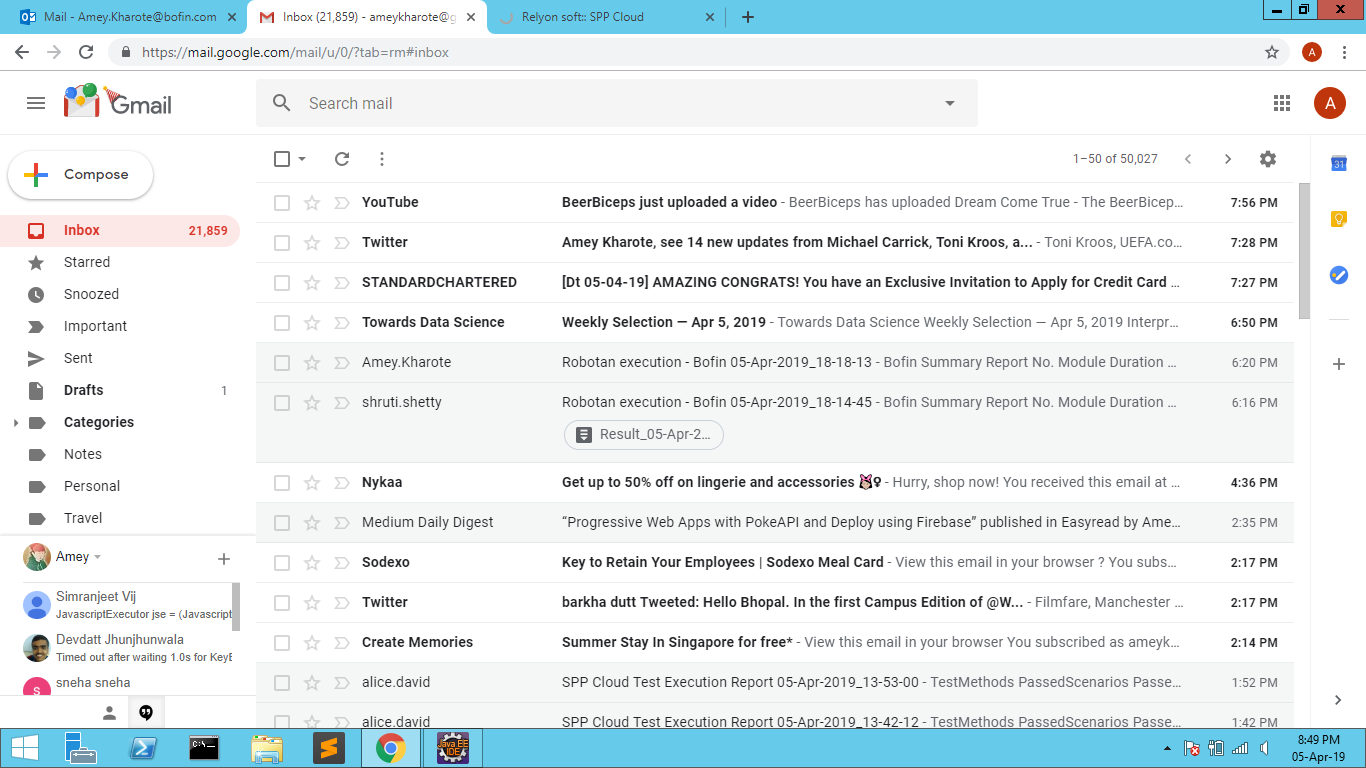 Mail - Amey.Kharote@bofin.com
Inbox (21,859) - ameykharote@g
Relyon soft:: SPP Cloud
https://mail.google.com/mail/u/0/?tab=rm#inbox
A
Gmail
Search mail
A
Compose
1–50 of 50,027
31
Inbox 21,859
Starred
Snoozed
Important
Sent
Drafts 1
Categories
Notes
Personal
Travel
YouTube BeerBiceps just uploaded a video - BeerBiceps has uploaded Dream Come True - The BeerBicep... 7:56 PM
Twitter Amey Kharote, see 14 new updates from Michael Carrick, Toni Kroos, a... - Toni Kroos, UEFA.co... 7:28 PM
STANDARDCHARTERED [Dt 05-04-19] AMAZING CONGRATS! You have an Exclusive Invitation to Apply for Credit Card ... 7:27 PM
Towards Data Science Weekly Selection — Apr 5, 2019 - Towards Data Science Weekly Selection — Apr 5, 2019 Interpr... 6:50 PM
Amey.Kharote Robotan execution - Bofin 05-Apr-2019_18-18-13 - Bofin Summary Report No. Module Duration ... 6:20 PM
shruti.shetty Robotan execution - Bofin 05-Apr-2019_18-14-45 - Bofin Summary Report No. Module Duration ... 6:16 PM
Result_05-Apr-2...
Nykaa Get up to 50% off on lingerie and accessories 👯‍♀ - Hurry, shop now! You received this email at ... 4:36 PM
Medium Daily Digest “Progressive Web Apps with PokeAPI and Deploy using Firebase” published in Easyread by Ame... 2:35 PM
Sodexo Key to Retain Your Employees | Sodexo Meal Card - View this email in your browser ? You subs... 2:17 PM
Twitter barkha dutt Tweeted: Hello Bhopal. In the first Campus Edition of @W... - Filmfare, Manchester ... 2:17 PM
Create Memories Summer Stay In Singapore for free* - View this email in your browser You subscribed as ameyk... 2:14 PM
alice.david SPP Cloud Test Execution Report 05-Apr-2019_13-53-00 - TestMethods PassedScenarios Passe... 1:52 PM
alice.david SPP Cloud Test Execution Report 05-Apr-2019_13-42-12 - TestMethods PassedScenarios Passe... 1:42 PM
Amey
Simranjeet Vij
JavascriptExecutor jse = (Javascript
Devdatt Jhunjhunwala
Timed out after waiting 1.0s for KeyE
sneha sneha
S
C:\
Java EE
IDE
8:49 PM
05-Apr-19